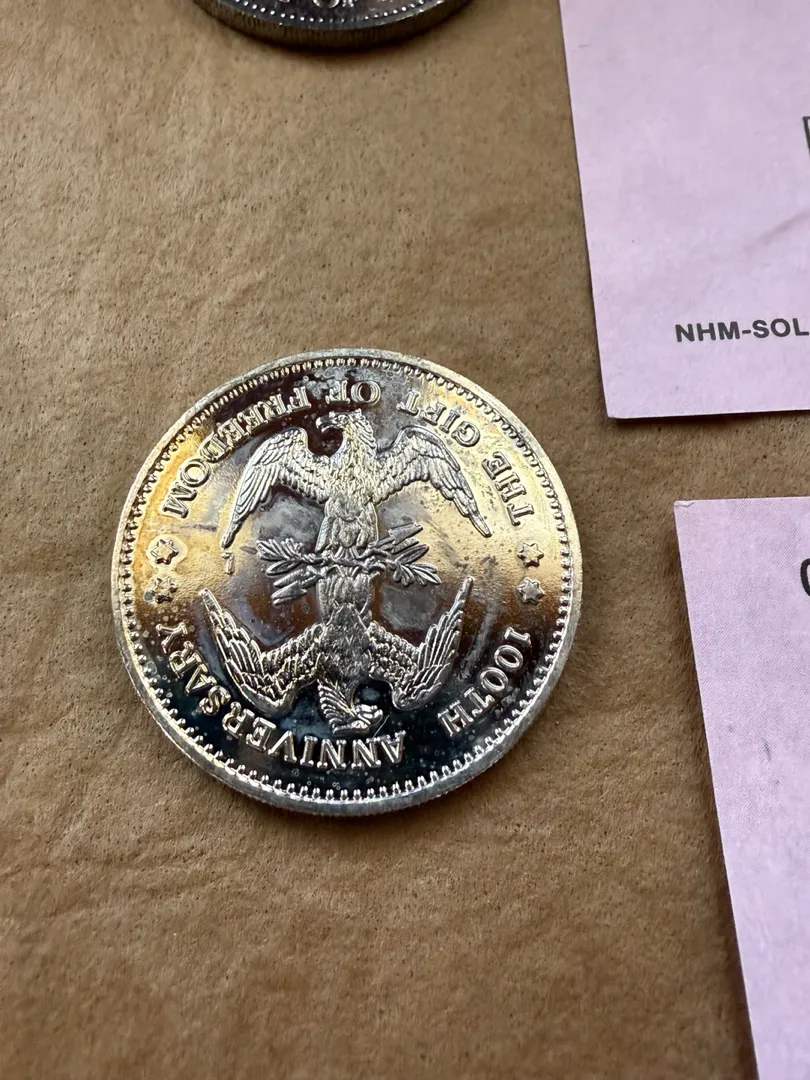 THE GIFT OF FREEDOM
100TH ANNIVERSARY
NHM-SOL